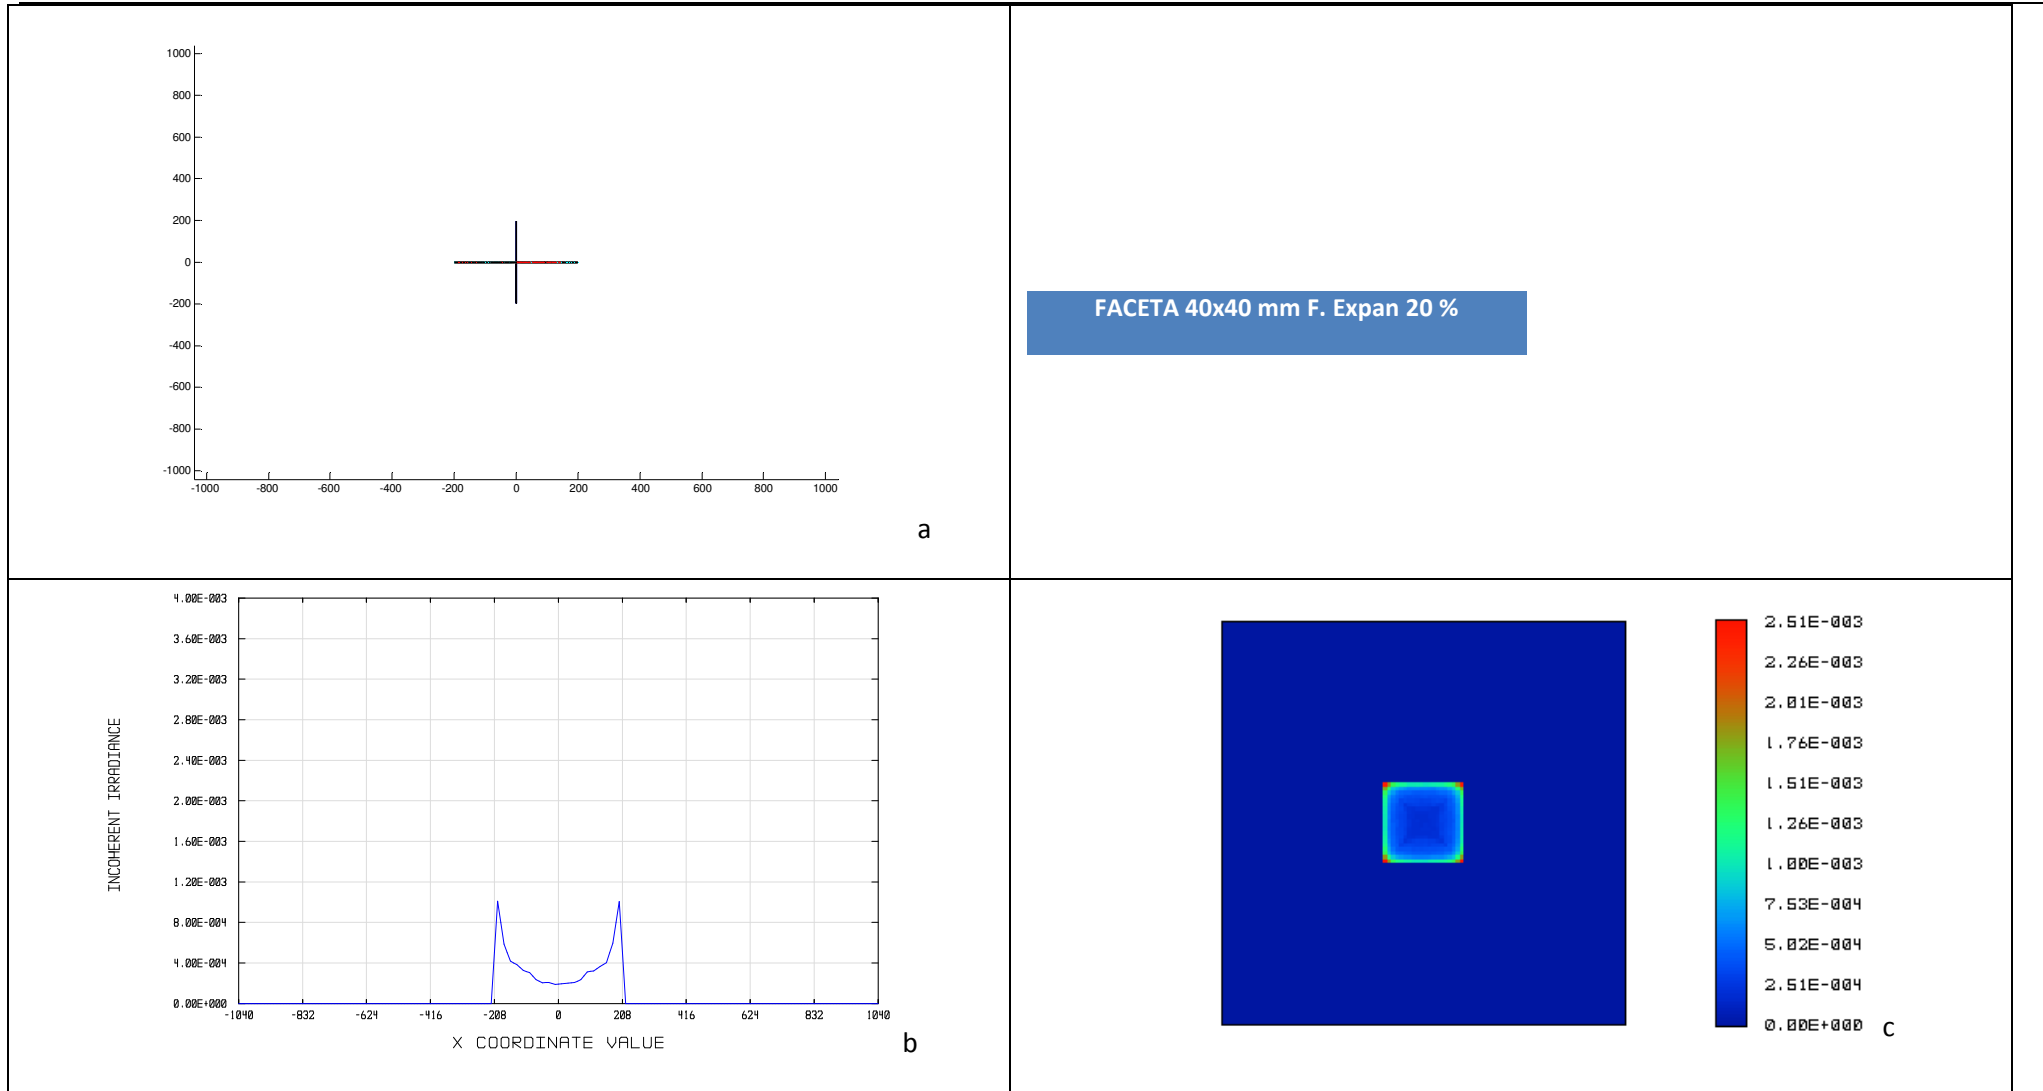 1000
800
600
400
200
0
-200
-400
-600
-800
-1000
-1000 -800 -600 -400 -200 0 200 400 600 800 1000
a
FACETA 40x40 mm F. Expan 20 %
4.00E-003
3.60E-003
3.20E-003
2.80E-003
2.40E-003
2.00E-003
1.60E-003
1.20E-003
8.00E-004
4.00E-004
0.00E+000
INCOHERENT IRRADIANCE
-1040 -832 -624 -416 -208 0 208 416 624 832 1040
X COORDINATE VALUE
b
2.51E-003
2.26E-003
2.01E-003
1.76E-003
1.51E-003
1.26E-003
1.00E-003
7.53E-004
5.02E-004
2.51E-004
0.00E+000
c